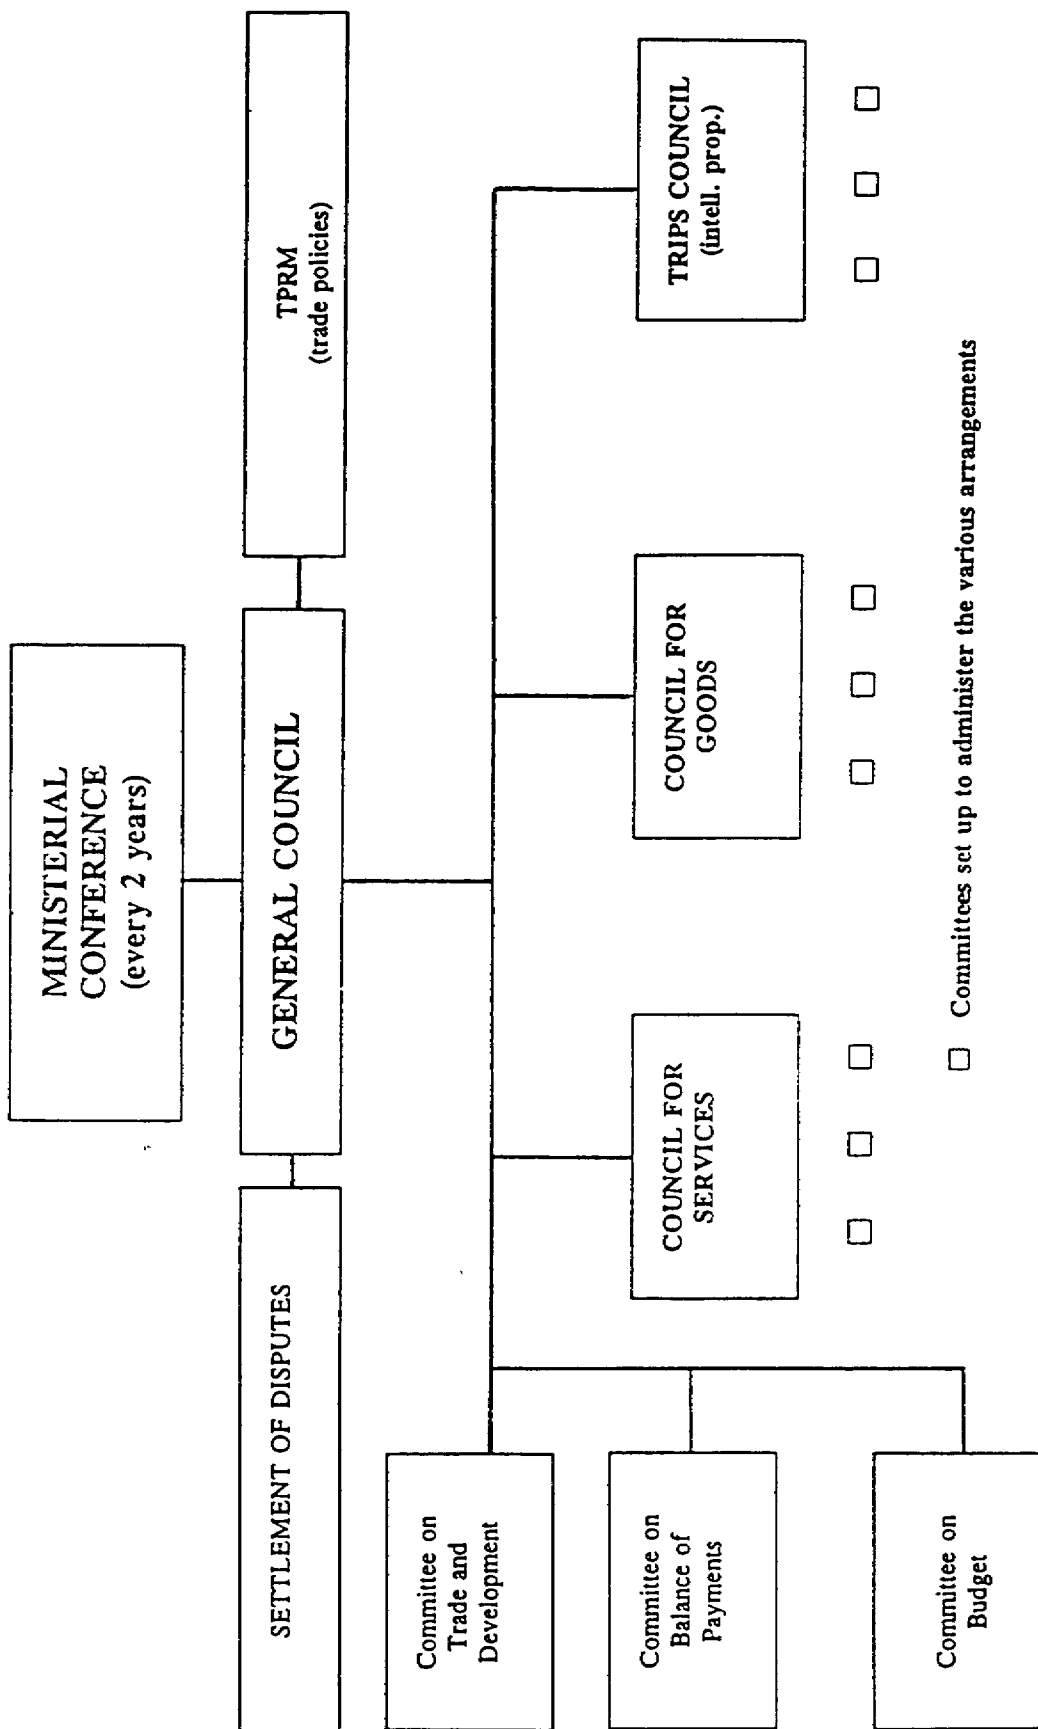 MINISTERIAL
CONFERENCE
(every 2 years)
SETTLEMENT OF DISPUTES
GENERAL COUNCIL
TPRM
(trade policies)
Committee on
Trade and
Development
Committee on
Balance of
Payments
Committee on
Budget
COUNCIL FOR
SERVICES
COUNCIL FOR
GOODS
TRIPS COUNCIL
(intell. prop.)
Committees set up to administer the various arrangements